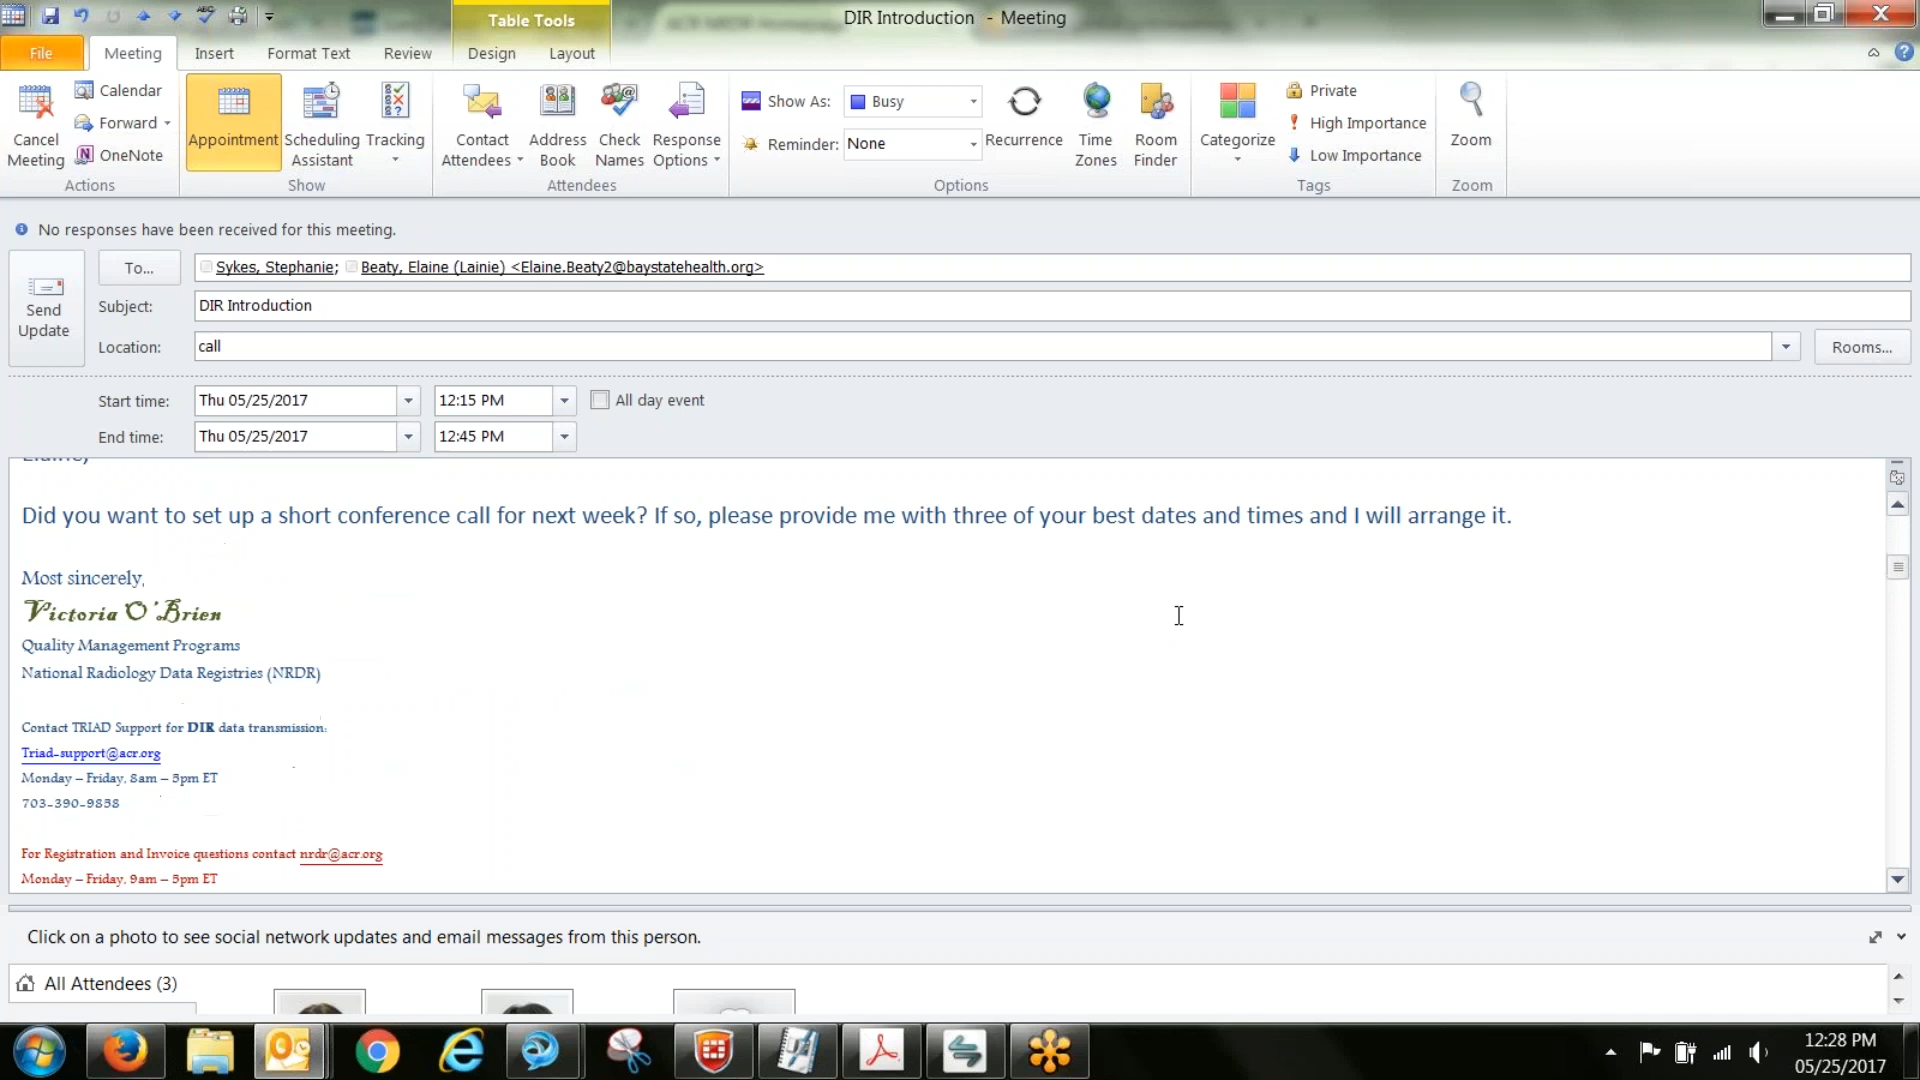 Table Tools
DIR Introduction - Meeting
File
Meeting
Insert
Format Text
Review
Design
Layout
Cancel Meeting
Calendar
Forward
OneNote
Actions
Appointment
Scheduling Assistant
Tracking
Show
Contact Attendees
Address Book
Check Names
Response Options
Attendees
Show As: Busy
Reminder: None
Recurrence
Time Zones
Room Finder
Options
Categorize
Private
High Importance
Low Importance
Tags
Zoom
Zoom
No responses have been received for this meeting.
Send Update
To... Sykes, Stephanie; Beaty, Elaine (Lainie) <Elaine.Beaty2@baystatehealth.org>
Subject: DIR Introduction
Location: call Rooms...
Start time: Thu 05/25/2017 12:15 PM All day event
End time: Thu 05/25/2017 12:45 PM
Did you want to set up a short conference call for next week? If so, please provide me with three of your best dates and times and I will arrange it.
Most sincerely,
Victoria O'Brien
Quality Management Programs
National Radiology Data Registries (NRDR)
Contact TRIAD Support for DIR data transmission:
Triad-support@acr.org
Monday – Friday, 8am – 5pm ET
703-390-9858
For Registration and Invoice questions contact nrdr@acr.org
Monday – Friday, 9am – 5pm ET
Click on a photo to see social network updates and email messages from this person.
All Attendees (3)
12:28 PM
05/25/2017